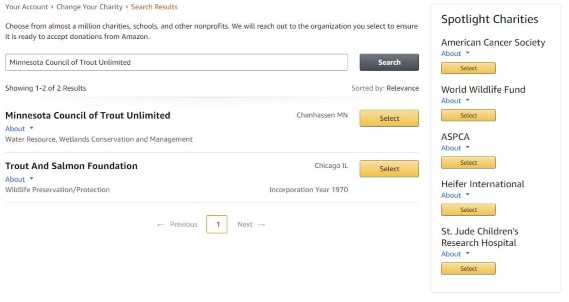 Your Account › Change Your Charity › Search Results
Choose from almost a million charities, schools, and other nonprofits. We will reach out to the organization you select to ensure
it is ready to accept donations from Amazon.
Minnesota Council of Trout Unlimited
Search
Showing 1-2 of 2 Results
Sorted by: Relevance
Minnesota Council of Trout Unlimited
Chanhassen MN
Select
About
Water Resource, Wetlands Conservation and Management
Trout And Salmon Foundation
Chicago IL
Select
About
Wildlife Preservation/Protection
Incorporation Year 1970
← Previous 1 Next →
Spotlight Charities
American Cancer Society
About
Select
World Wildlife Fund
About
Select
ASPCA
About
Select
Heifer International
About
Select
St. Jude Children's
Research Hospital
About
Select